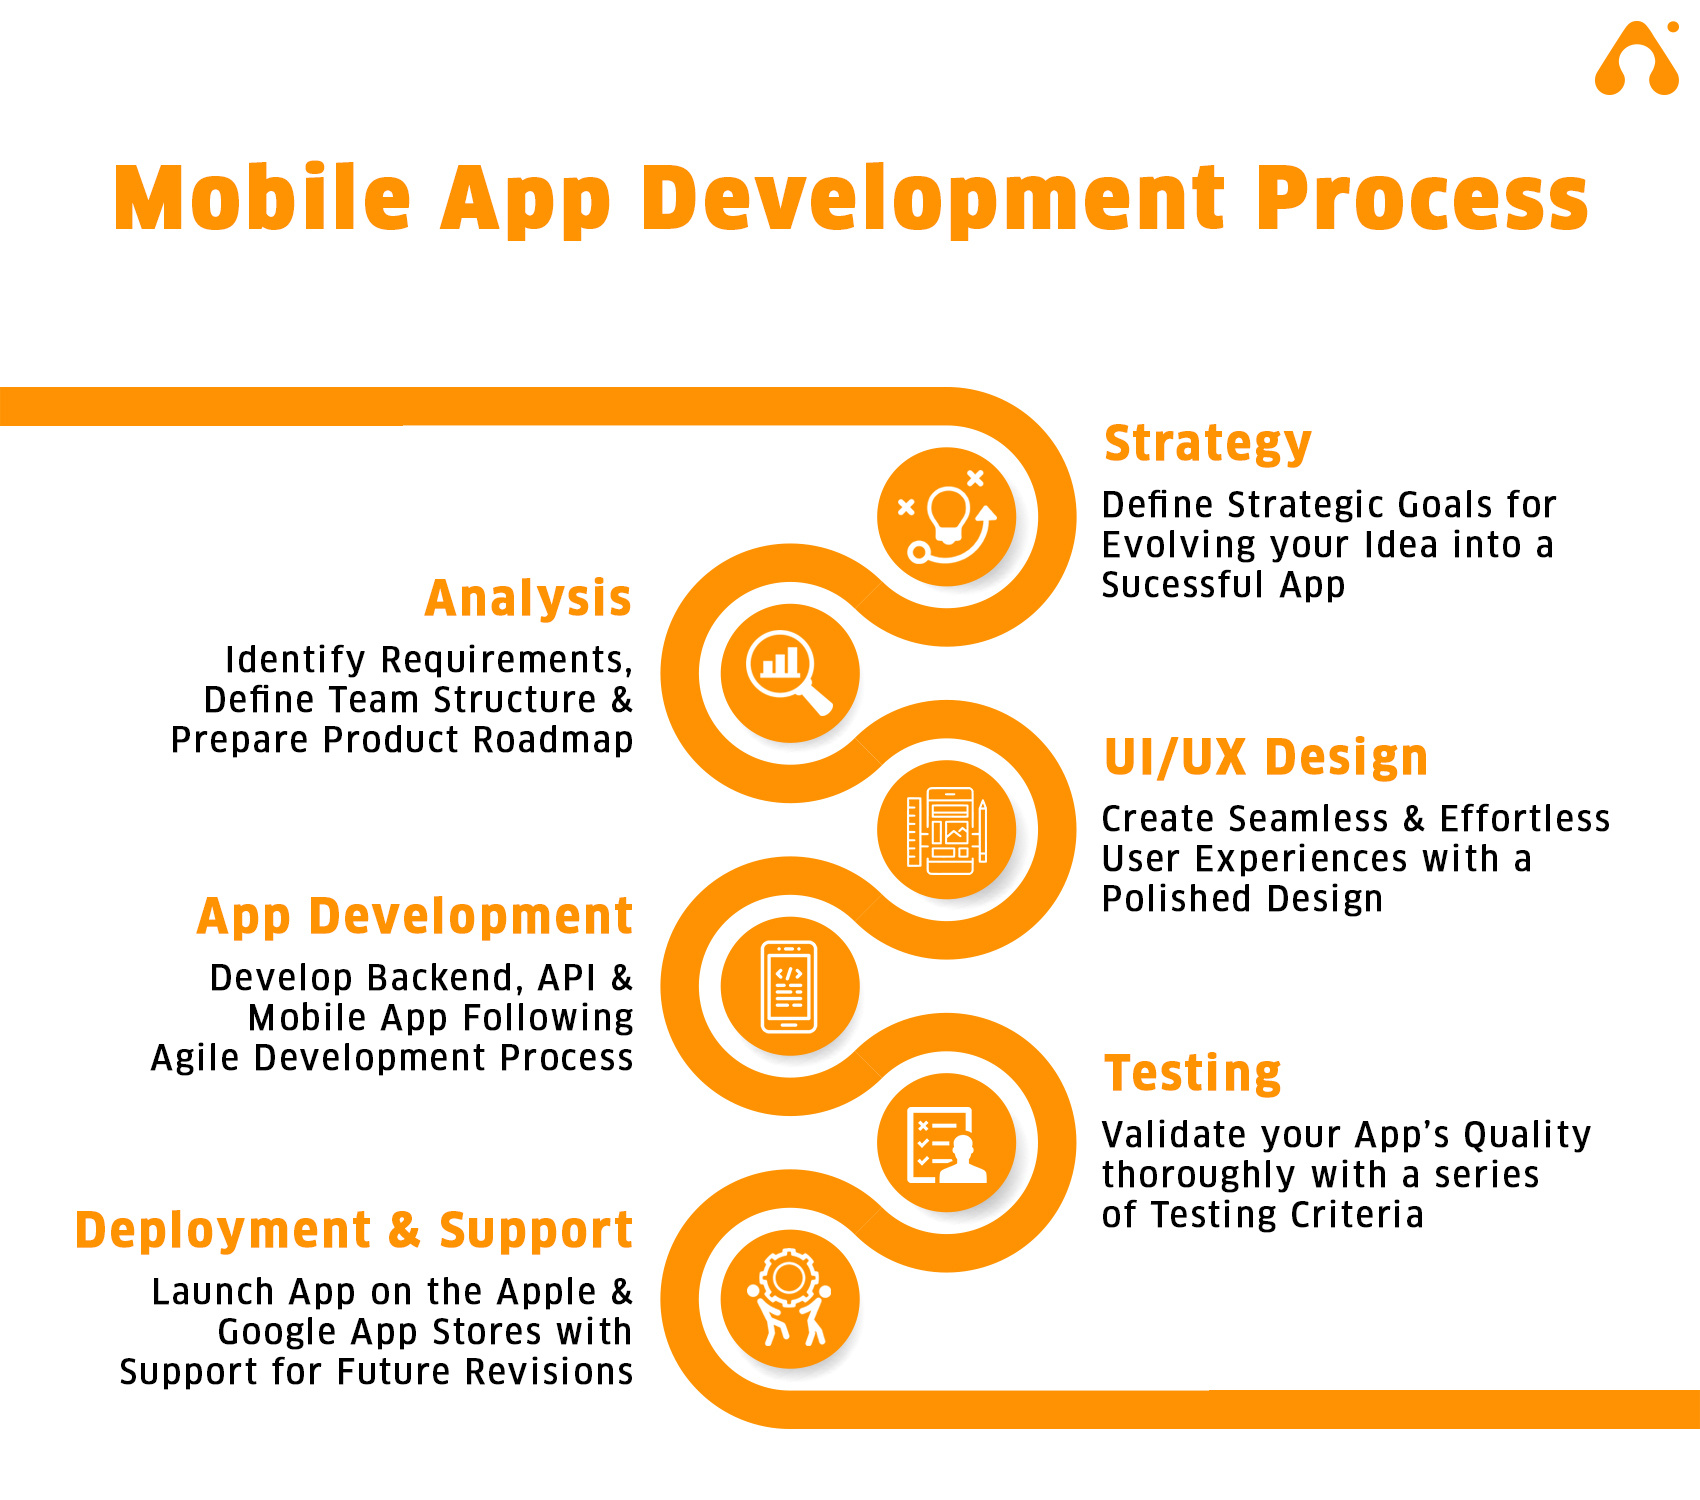 Mobile App Development Process
Strategy
Define Strategic Goals for
Evolving your Idea into a
Sucessful App
Analysis
Identify Requirements,
Define Team Structure &
Prepare Product Roadmap
UI/UX Design
Create Seamless & Effortless
User Experiences with a
Polished Design
App Development
Develop Backend, API &
Mobile App Following
Agile Development Process
Testing
Validate your App’s Quality
thoroughly with a series
of Testing Criteria
Deployment & Support
Launch App on the Apple &
Google App Stores with
Support for Future Revisions